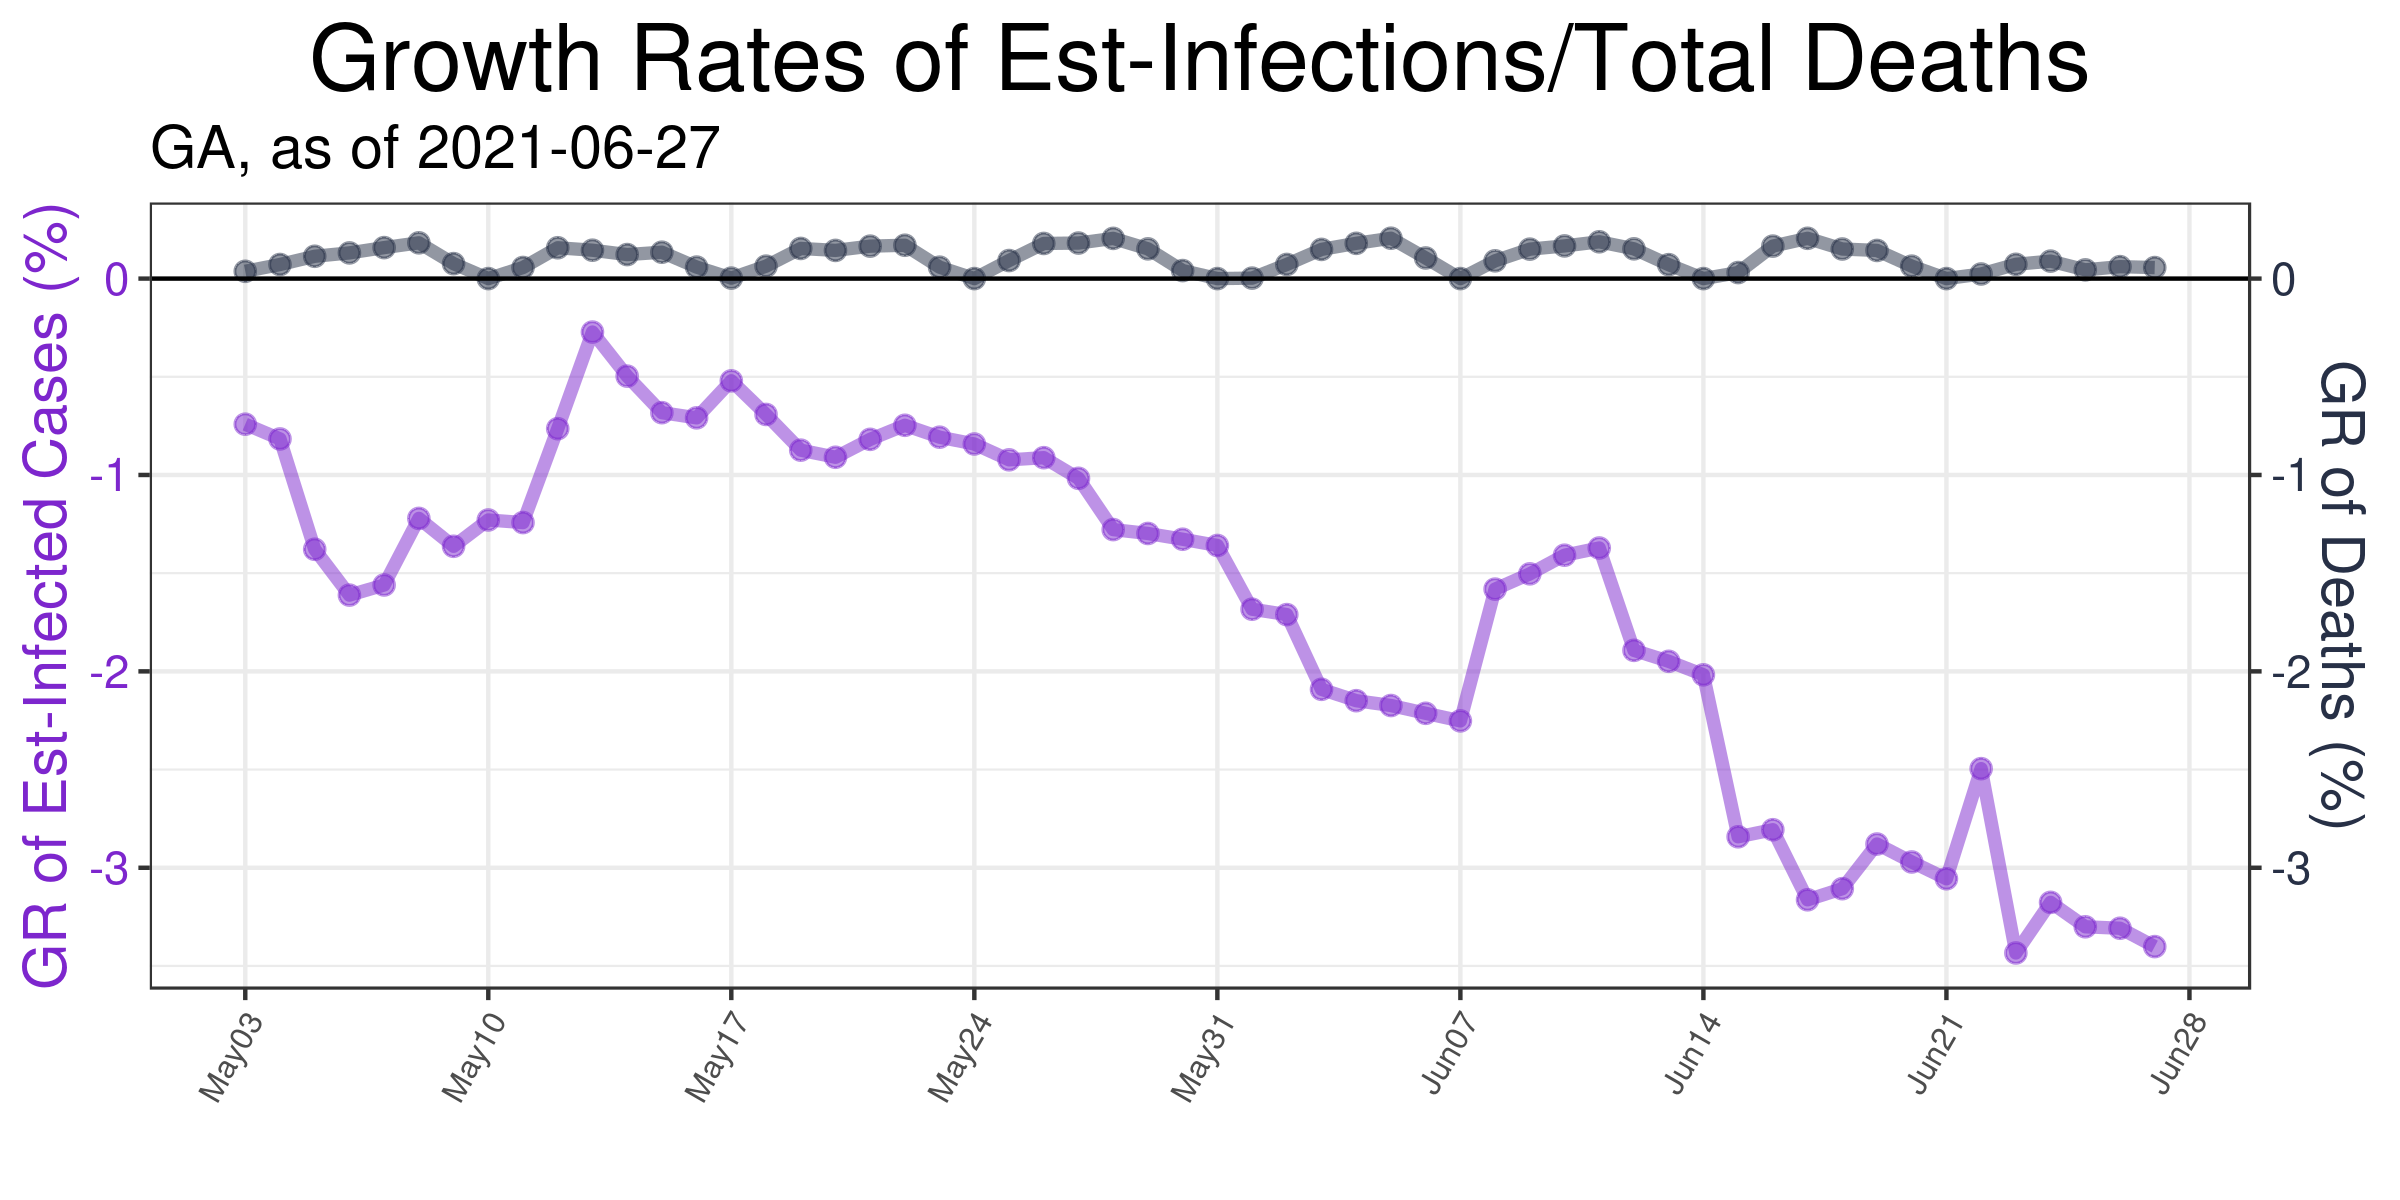 Growth Rates of Est-Infections/Total Deaths
GA, as of 2021-06-27
GR of Est-Infected Cases (%)
0
-1
-2
-3
0
-1
-2
-3
GR of Deaths (%)
May03
May10
May17
May24
May31
Jun07
Jun14
Jun21
Jun28